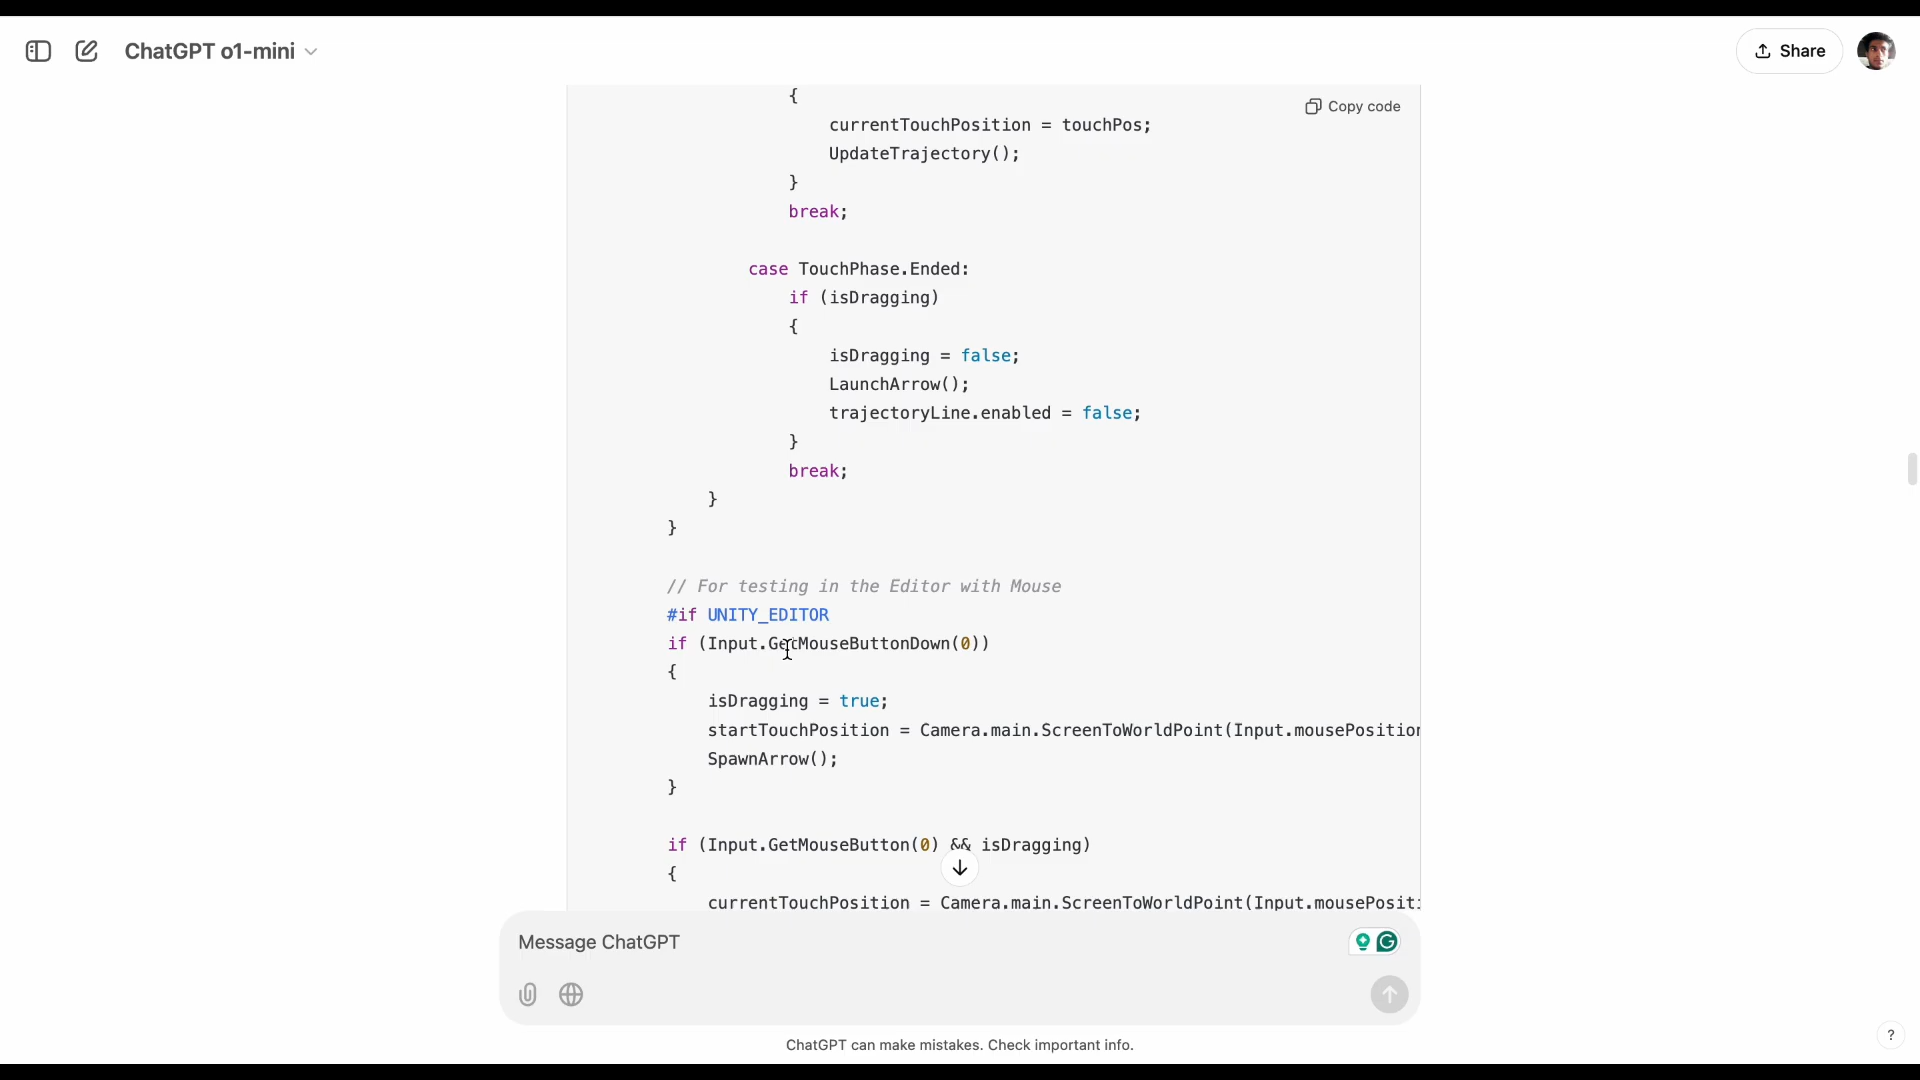 ChatGPT o1-mini
Share
{
Copy code
currentTouchPosition = touchPos;
UpdateTrajectory();
}
break;
case TouchPhase.Ended:
if (isDragging)
{
isDragging = false;
LaunchArrow();
trajectoryLine.enabled = false;
}
break;
}
}
// For testing in the Editor with Mouse
#if UNITY_EDITOR
if (Input.GetMouseButtonDown(0))
{
isDragging = true;
startTouchPosition = Camera.main.ScreenToWorldPoint(Input.mousePosition
SpawnArrow();
}
if (Input.GetMouseButton(0) && isDragging)
{
currentTouchPosition = Camera.main.ScreenToWorldPoint(Input.mousePositi
Message ChatGPT
ChatGPT can make mistakes. Check important info.
?